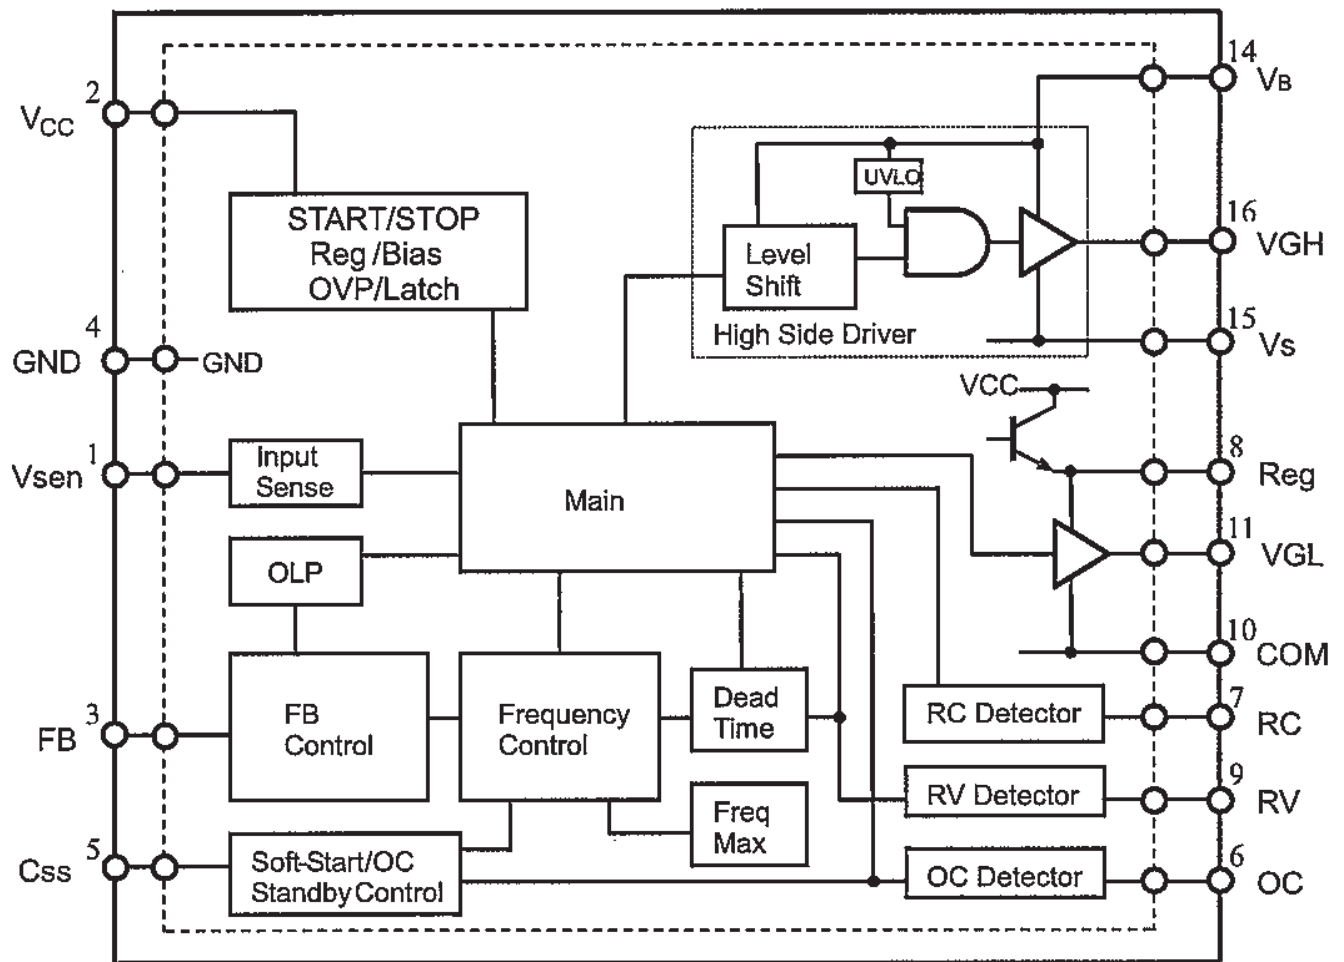 2
VCC
4
GND
GND
1
Vsen
3
FB
5
Css
START/STOP
Reg/Bias
OVP/Latch
Input
Sense
OLP
FB
Control
Soft-Start/OC
Standby Control
Main
Frequency
Control
Dead
Time
Freq
Max
UVLO
Level
Shift
High Side Driver
VCC
RC Detector
RV Detector
OC Detector
14
VB
16
VGH
15
Vs
8
Reg
11
VGL
10
COM
7
RC
9
RV
6
OC